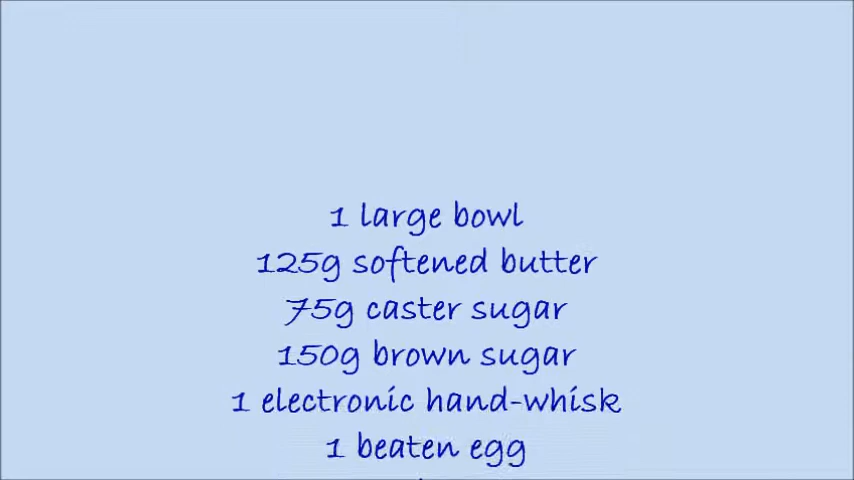 1 large bowl
125g softened butter
75g caster sugar
150g brown sugar
1 electronic hand-whisk
1 beaten egg